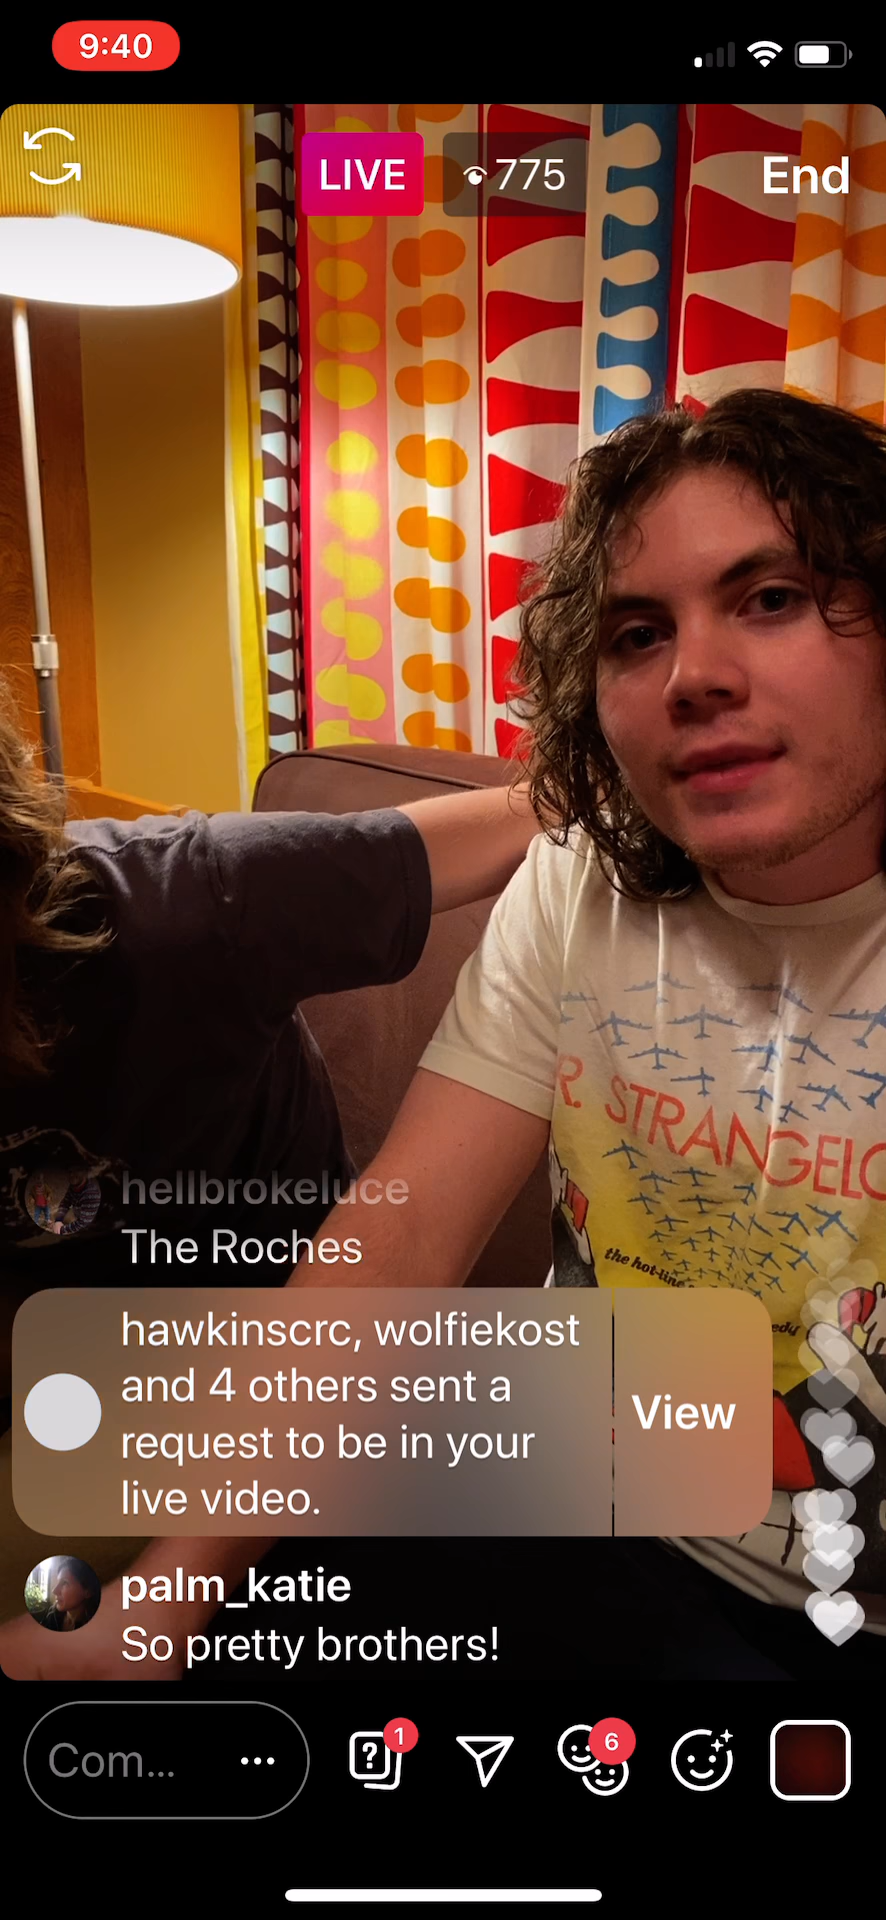 9:40
LIVE
775
End
R. STRANGELO
the hot-line
edy
hellbrokeluce
The Roches
hawkinscrc, wolfiekost
and 4 others sent a
request to be in your
live video.
View
palm_katie
So pretty brothers!
Com...
1
6